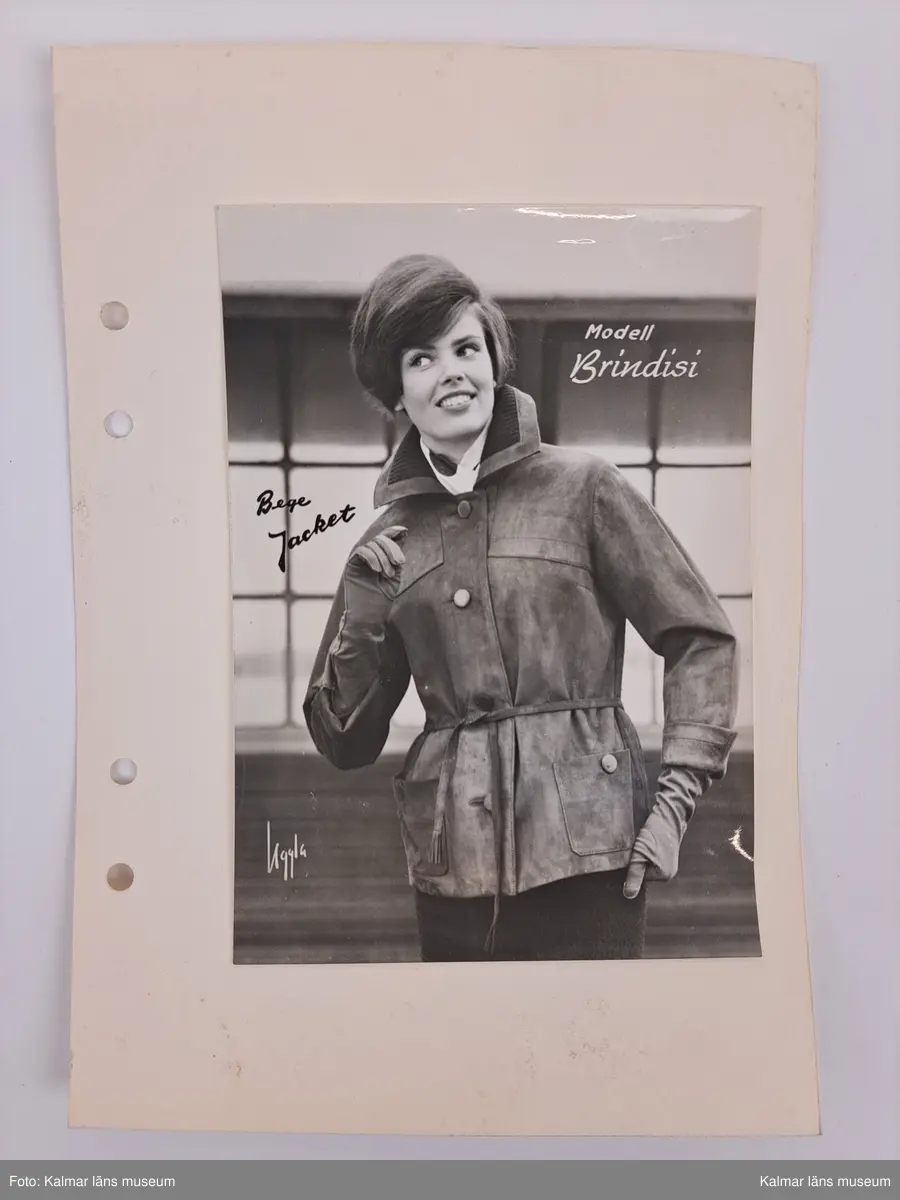 Modell
Brindisi
Bege
Jacket
Uggla
Foto: Kalmar läns museum
Kalmar läns museum